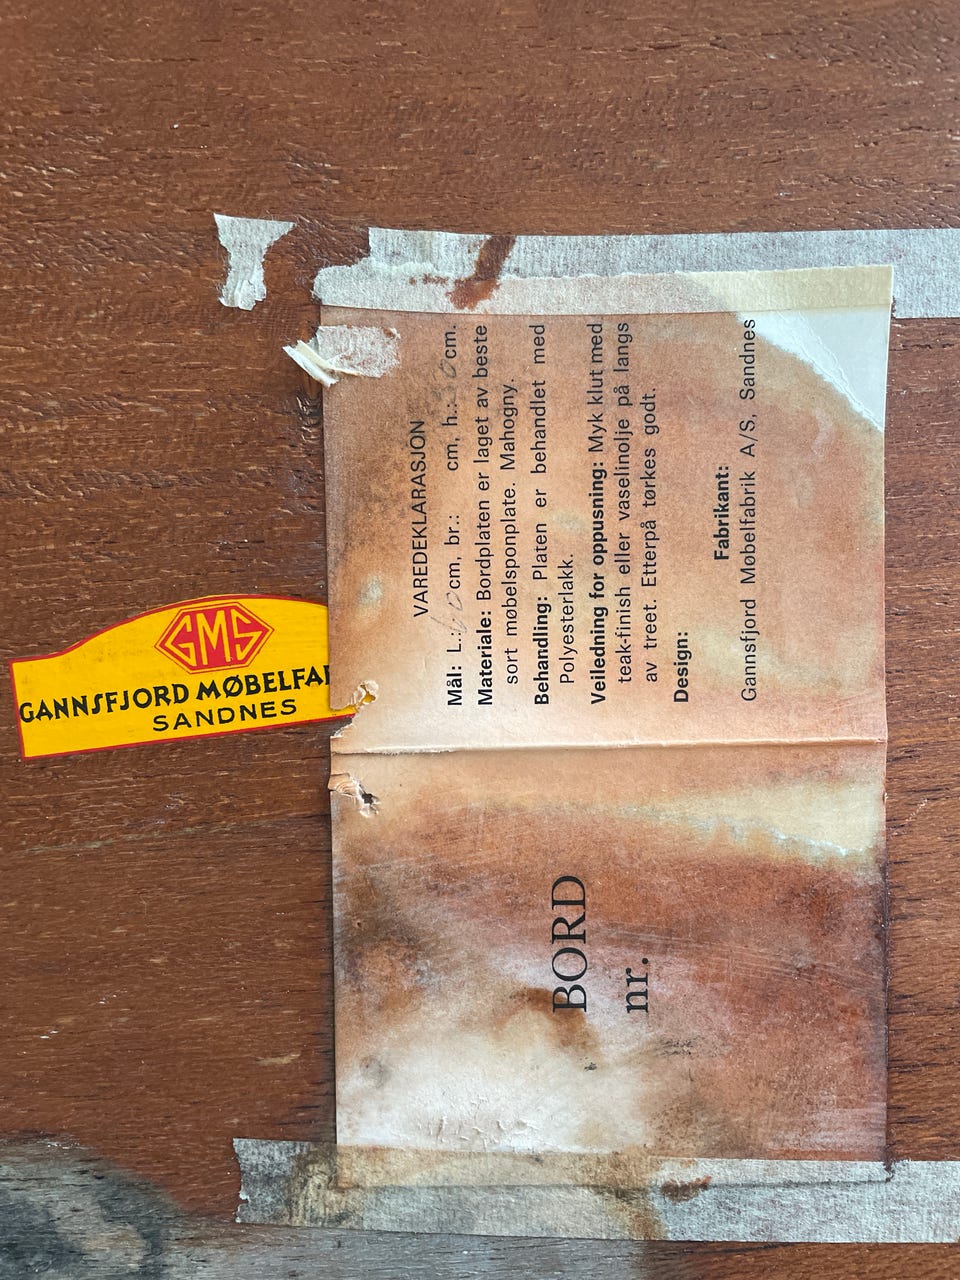 GMS
GANNSFJORD MØBELFA
SANDNES
VAREDEKLARASJON
Mål: L.: 60 cm, br.: cm, h.: cm.
Materiale: Bordplaten er laget av beste
sort møbelsponplate. Mahogny.
Behandling: Platen er behandlet med
Polyesterlakk.
Veiledning for oppusning: Myk klut med
teak-finish eller vaselinolje på langs
av treet. Etterpå tørkes godt.
Design:
Fabrikant:
Gannsfjord Møbelfabrik A/S, Sandnes
BORD
nr.